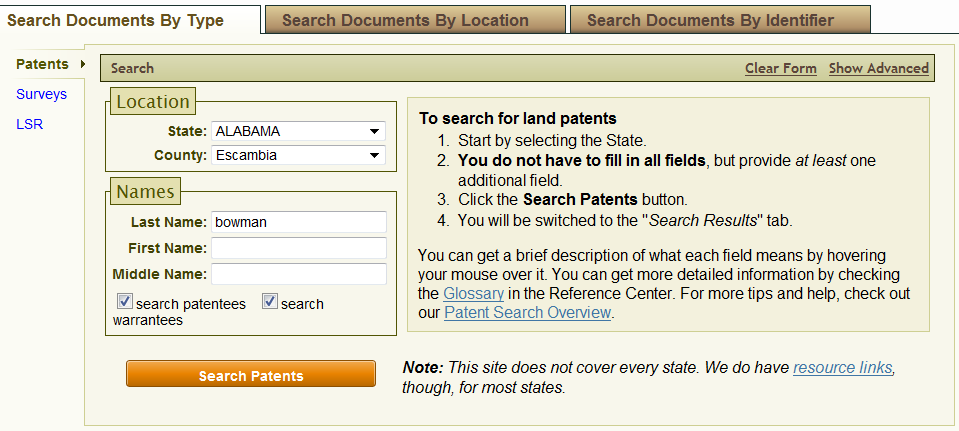 Search Documents By Type
Search Documents By Location
Search Documents By Identifier
Patents
Surveys
LSR
Search
Clear Form
Show Advanced
Location
State: ALABAMA
County: Escambia
Names
Last Name: bowman
First Name:
Middle Name:
search patentees search
warrantees
Search Patents
To search for land patents
1. Start by selecting the State.
2. You do not have to fill in all fields, but provide at least one
additional field.
3. Click the Search Patents button.
4. You will be switched to the "Search Results" tab.
You can get a brief description of what each field means by hovering
your mouse over it. You can get more detailed information by checking
the Glossary in the Reference Center. For more tips and help, check out
our Patent Search Overview.
Note: This site does not cover every state. We do have resource links,
though, for most states.